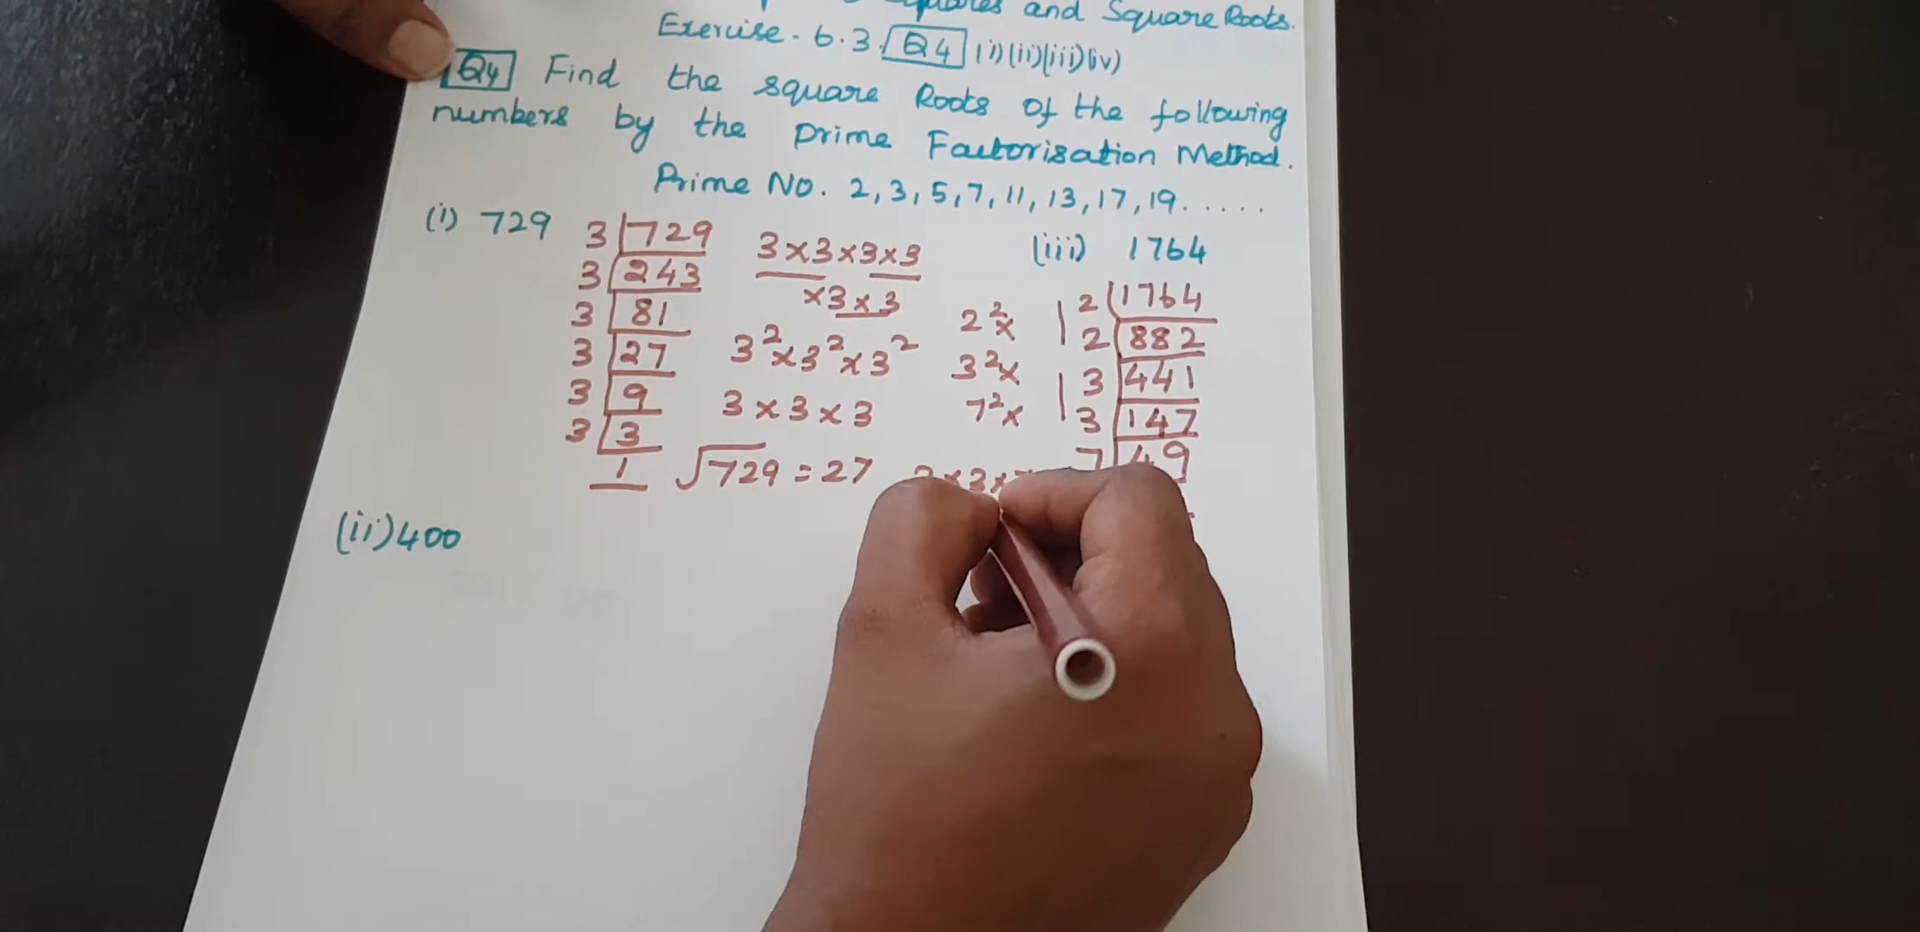 and Square Roots.
Exercise - 6.3. Q4 (i)(ii)(iii)(iv)
Q4 Find the square Roots of the following
numbers by the prime Factorisation Method.
Prime No. 2, 3, 5, 7, 11, 13, 17, 19.....
(i) 729
3 729
3 243
3 81
3 27
3 9
3 3
1
3×3×3×3
×3×3
3²×3²×3²
3×3×3
√729 = 27
(iii) 1764
2 1764
2 882
3 441
3 147
7 49
2²×
3²×
7²×
×3×
(ii) 400